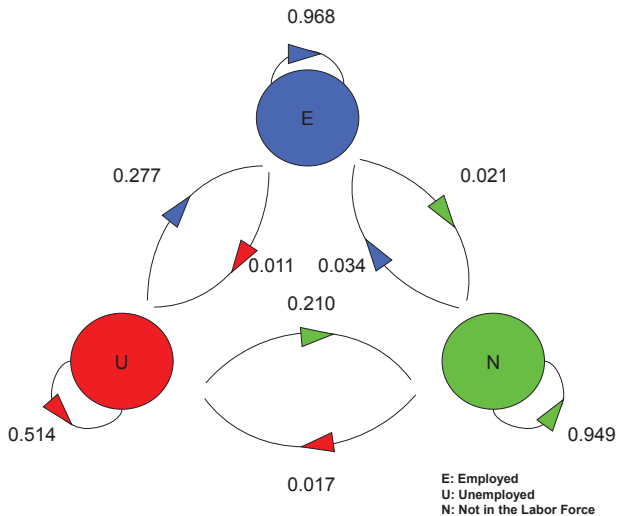 0.968
E
0.277
0.021
0.011
0.034
0.210
U
N
0.514
0.949
0.017
E: Employed
U: Unemployed
N: Not in the Labor Force